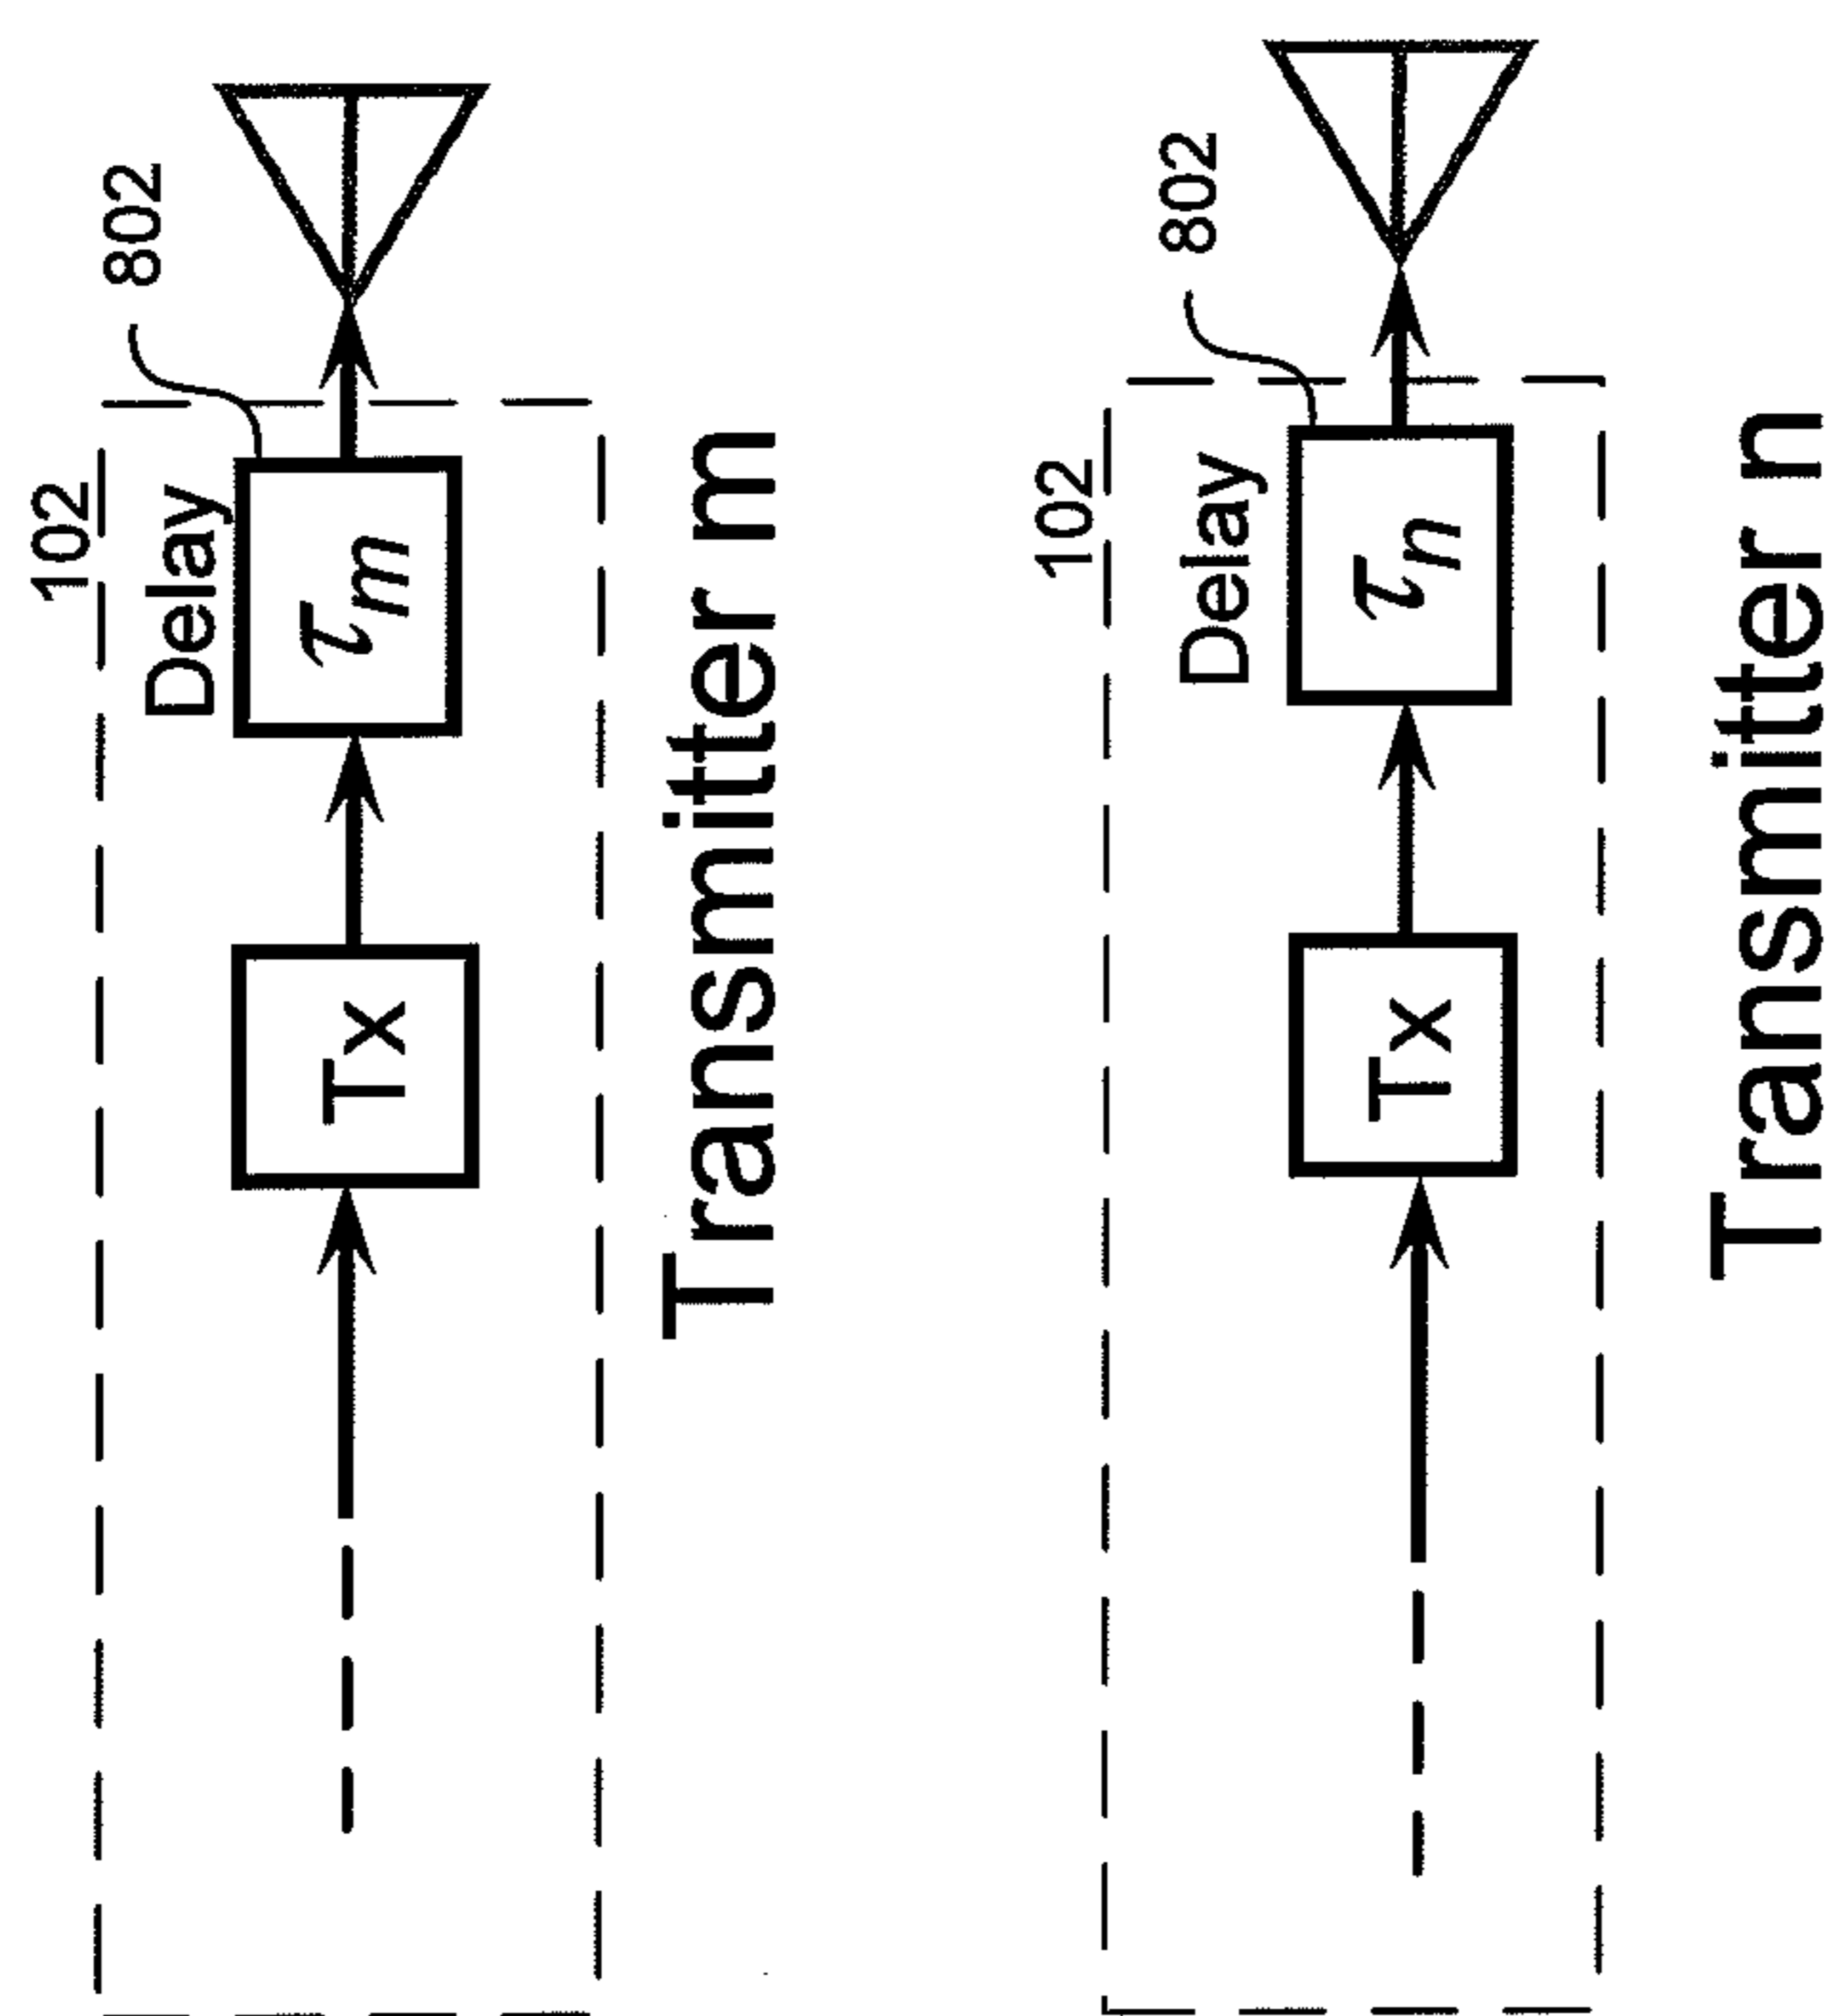 102
802
Delay
τm
Tx
Transmitter m
102
802
Delay
τn
Tx
Transmitter n